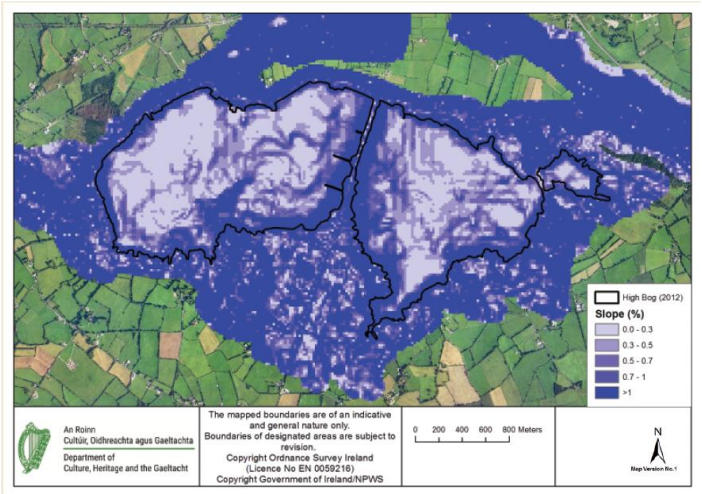 High Bog (2012)
Slope (%)
0.0 - 0.3
0.3 - 0.5
0.5 - 0.7
0.7 - 1
>1
An Roinn
Cultúir, Oidhreachta agus Gaeltachta
Department of
Culture, Heritage and the Gaeltacht
The mapped boundaries are of an indicative
and general nature only.
Boundaries of designated areas are subject to
revision.
Copyright Ordnance Survey Ireland
(Licence No EN 0059216)
Copyright Government of Ireland/NPWS
0 200 400 600 800 Meters
N
Map Version No.1